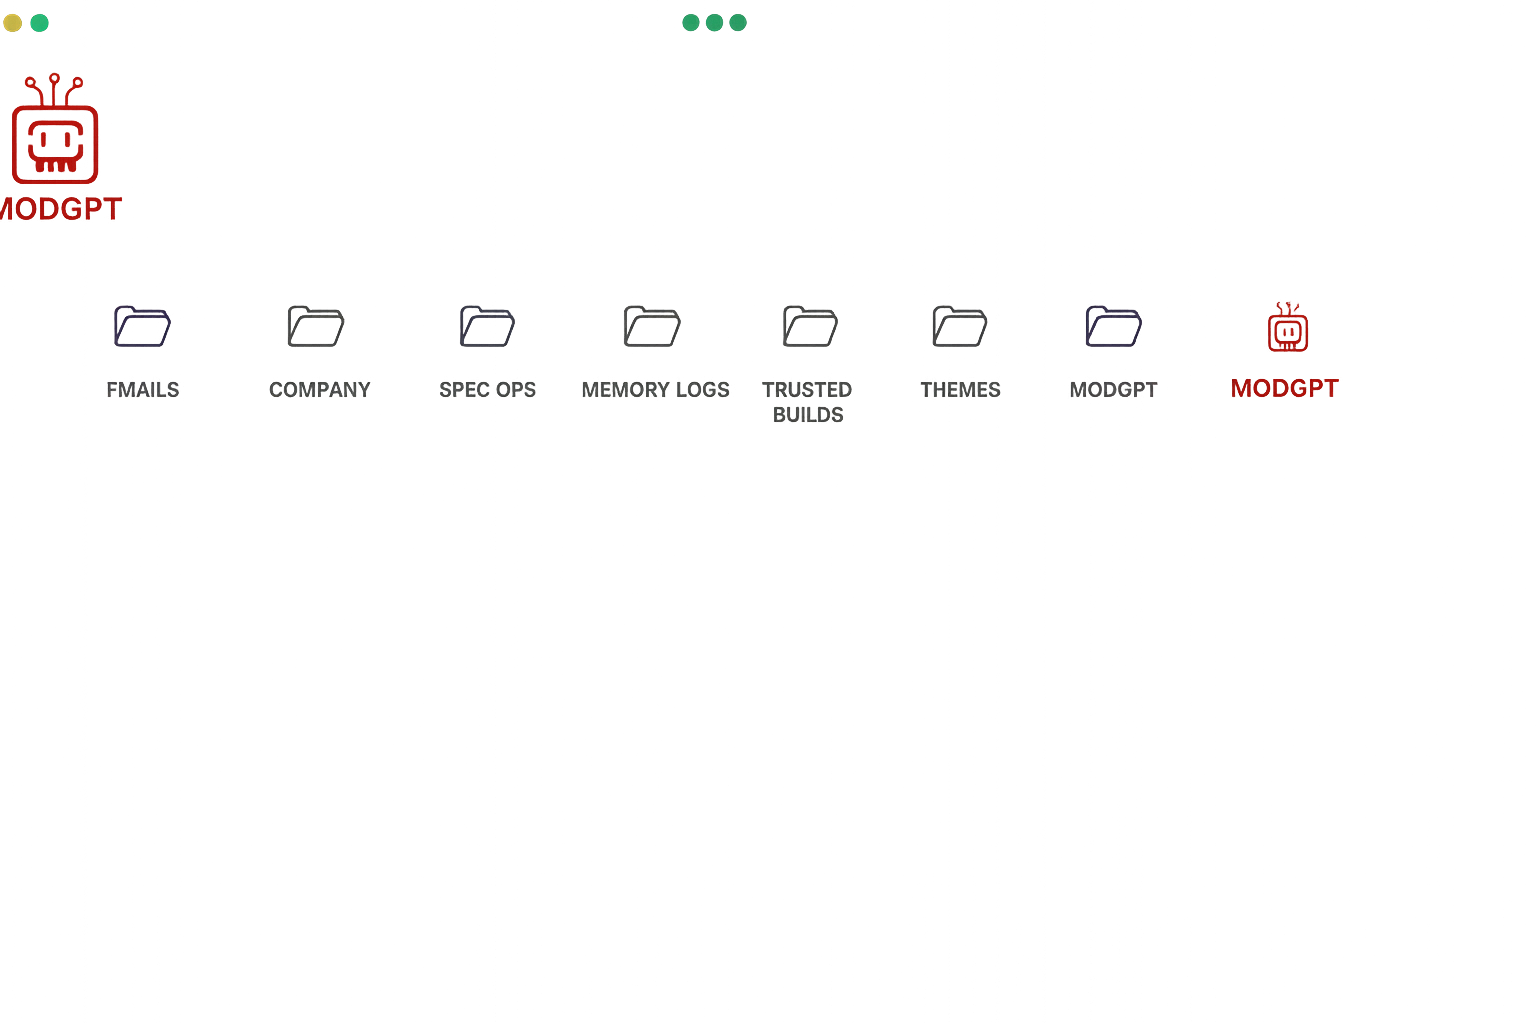 MODGPT
FMAILS
COMPANY
SPEC OPS
MEMORY LOGS
TRUSTED
BUILDS
THEMES
MODGPT
MODGPT